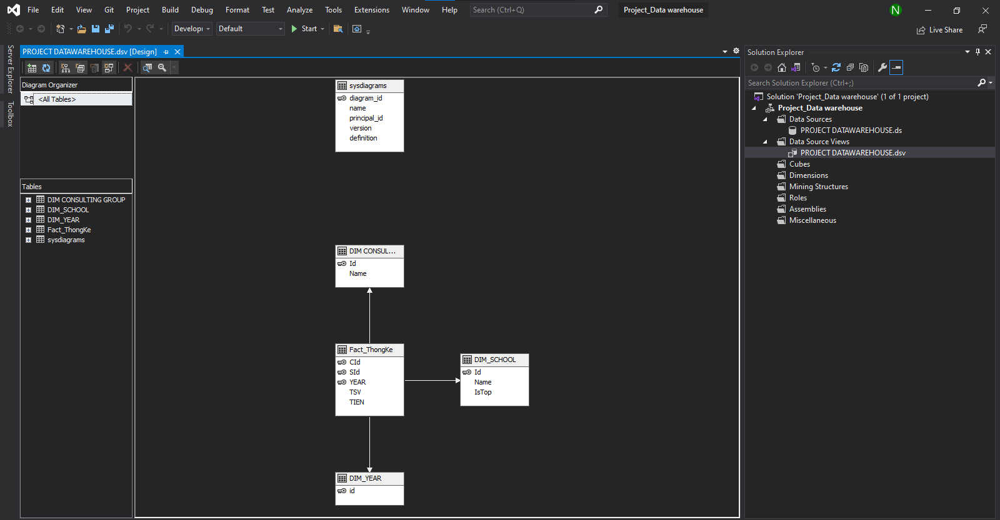 File Edit View Git Project Build Debug Format Test Analyze Tools Extensions Window Help Search (Ctrl+Q) Project_Data warehouse N
Developi Default Start Live Share
Server Explorer
Toolbox
PROJECT DATAWAREHOUSE.dsv [Design]
Diagram Organizer
<All Tables>
Tables
DIM CONSULTING GROUP
DIM_SCHOOL
DIM_YEAR
Fact_ThongKe
sysdiagrams
sysdiagrams
diagram_id
name
principal_id
version
definition
DIM CONSUL...
Id
Name
Fact_ThongKe
CId
SId
YEAR
TSV
TIEN
DIM_SCHOOL
Id
Name
IsTop
DIM_YEAR
id
Solution Explorer
Search Solution Explorer (Ctrl+;)
Solution 'Project_Data warehouse' (1 of 1 project)
Project_Data warehouse
Data Sources
PROJECT DATAWAREHOUSE.ds
Data Source Views
PROJECT DATAWAREHOUSE.dsv
Cubes
Dimensions
Mining Structures
Roles
Assemblies
Miscellaneous